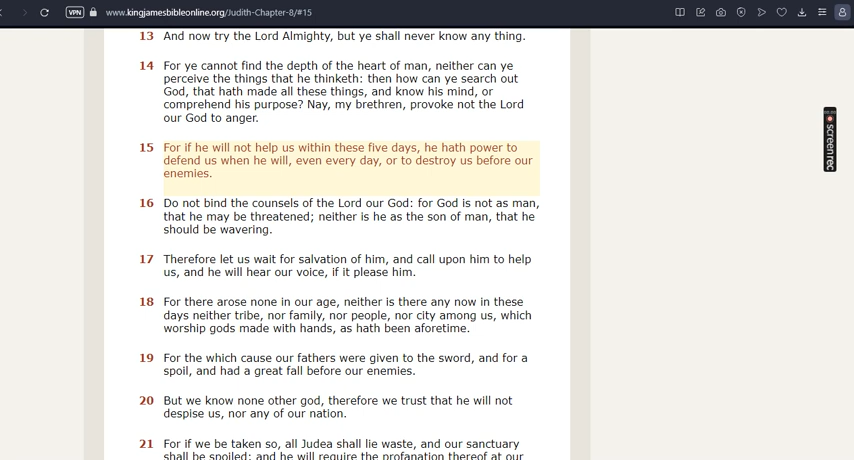 VPN www.kingjamesbibleonline.org/Judith-Chapter-8/#15
13 And now try the Lord Almighty, but ye shall never know any thing.
14 For ye cannot find the depth of the heart of man, neither can ye
perceive the things that he thinketh: then how can ye search out
God, that hath made all these things, and know his mind, or
comprehend his purpose? Nay, my brethren, provoke not the Lord
our God to anger.
15 For if he will not help us within these five days, he hath power to
defend us when he will, even every day, or to destroy us before our
enemies.
16 Do not bind the counsels of the Lord our God: for God is not as man,
that he may be threatened; neither is he as the son of man, that he
should be wavering.
17 Therefore let us wait for salvation of him, and call upon him to help
us, and he will hear our voice, if it please him.
18 For there arose none in our age, neither is there any now in these
days neither tribe, nor family, nor people, nor city among us, which
worship gods made with hands, as hath been aforetime.
19 For the which cause our fathers were given to the sword, and for a
spoil, and had a great fall before our enemies.
20 But we know none other god, therefore we trust that he will not
despise us, nor any of our nation.
21 For if we be taken so, all Judea shall lie waste, and our sanctuary
shall be spoiled; and he will require the profanation thereof at our
screenrec